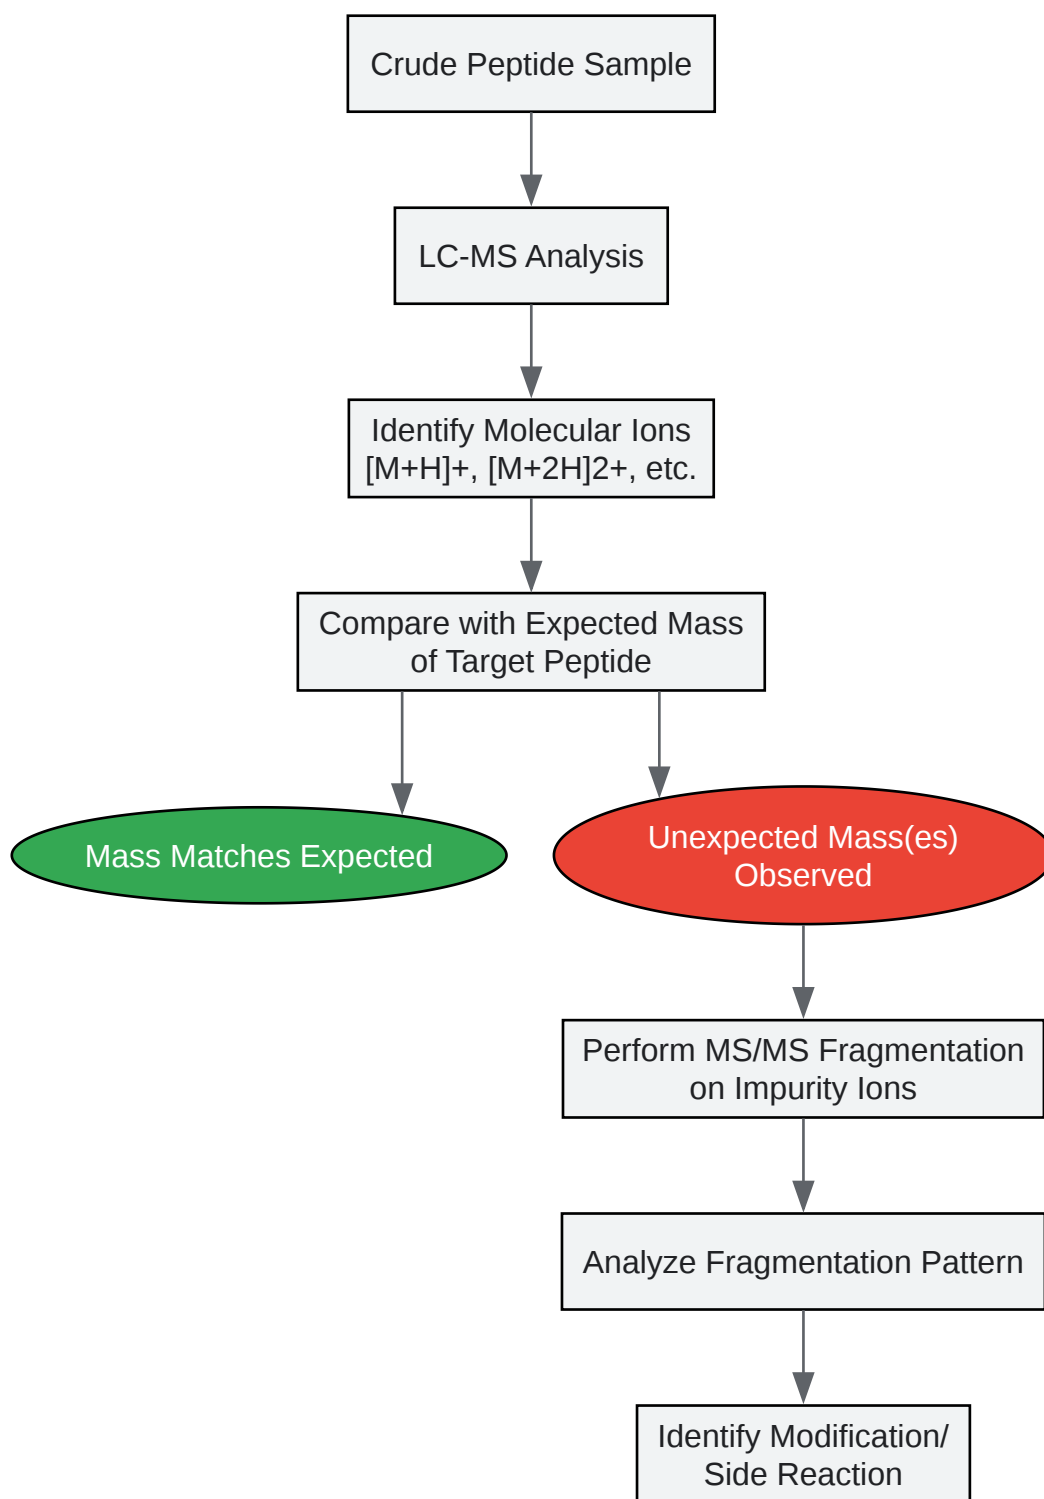 Crude Peptide Sample
LC-MS Analysis
Identify Molecular Ions
[M+H]+, [M+2H]2+, etc.
Compare with Expected Mass
of Target Peptide
Mass Matches Expected
Unexpected Mass(es)
Observed
Perform MS/MS Fragmentation
on Impurity Ions
Analyze Fragmentation Pattern
Identify Modification/
Side Reaction